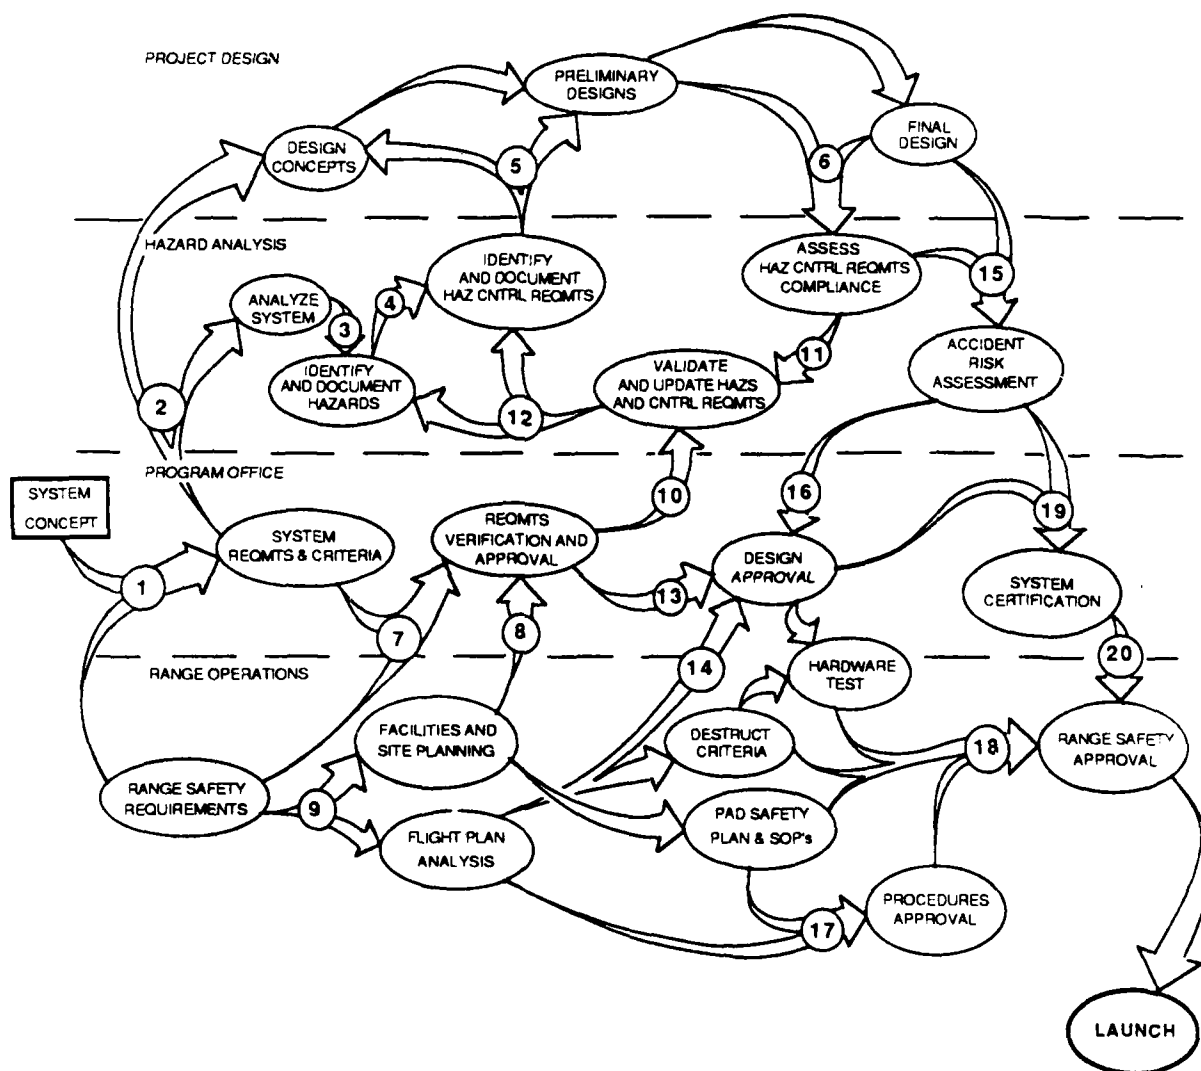 PROJECT DESIGN
PRELIMINARY
DESIGNS
FINAL
DESIGN
DESIGN
CONCEPTS
5
6
HAZARD ANALYSIS
IDENTIFY
AND DOCUMENT
HAZ CNTRL REQMTS
ASSESS
HAZ CNTRL REQMTS
COMPLIANCE
15
ANALYZE
SYSTEM
4
3
IDENTIFY
AND DOCUMENT
HAZARDS
VALIDATE
AND UPDATE HAZS
AND CNTRL REQMTS
11
ACCIDENT
RISK
ASSESSMENT
2
12
PROGRAM OFFICE
SYSTEM
CONCEPT
10
16
19
SYSTEM
REQMTS & CRITERIA
REQMTS
VERIFICATION AND
APPROVAL
DESIGN
APPROVAL
SYSTEM
CERTIFICATION
1
13
7
8
14
20
RANGE OPERATIONS
HARDWARE
TEST
FACILITIES AND
SITE PLANNING
DESTRUCT
CRITERIA
18
RANGE SAFETY
APPROVAL
RANGE SAFETY
REQUIREMENTS
9
FLIGHT PLAN
ANALYSIS
PAD SAFETY
PLAN & SOP's
PROCEDURES
APPROVAL
17
LAUNCH